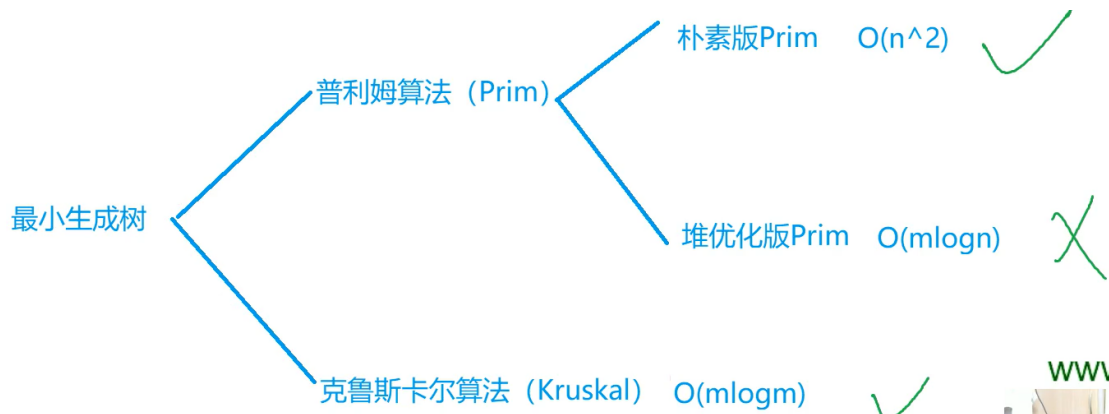 朴素版Prim O(n^2)
普利姆算法（Prim）
最小生成树
堆优化版Prim O(mlogn)
克鲁斯卡尔算法（Kruskal） O(mlogm)